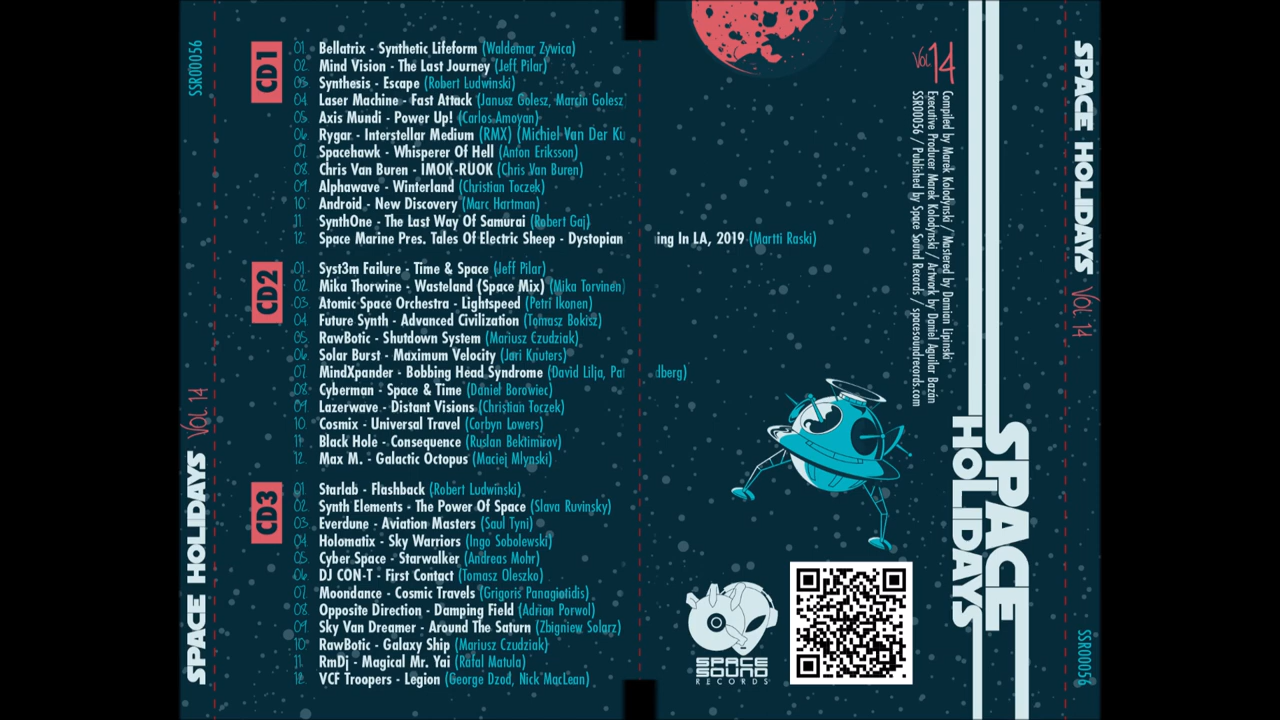 SSR00056
SPACE HOLIDAYS VOL. 14
CD1
01. Bellatrix - Synthetic Lifeform (Waldemar Zywica)
02. Mind Vision - The Last Journey (Jeff Pilar)
03. Synthesis - Escape (Robert Ludwinski)
04. Laser Machine - Fast Attack (Janusz Golesz, Marcin Golesz
05. Axis Mundi - Power Up! (Carlos Amoyan)
06. Rygar - Interstellar Medium (RMX) (Michiel Van Der Ku
07. Spacehawk - Whisperer Of Hell (Anton Eriksson)
08. Chris Van Buren - IMOK-RUOK (Chris Van Buren)
09. Alphawave - Winterland (Christian Toczek)
10. Android - New Discovery (Marc Hartman)
11. SynthOne - The Last Way Of Samurai (Robert Gaj)
12. Space Marine Pres. Tales Of Electric Sheep - Dystopian ing In LA, 2019 (Martti Raski)
CD2
01. Syst3m Failure - Time & Space (Jeff Pilar)
02. Mika Thorwine - Wasteland (Space Mix) (Mika Torvinen)
03. Atomic Space Orchestra - Lightspeed (Petri Ikonen)
04. Future Synth - Advanced Civilization (Tomasz Bokisz)
05. RawBotic - Shutdown System (Mariusz Czudziak)
06. Solar Burst - Maximum Velocity (Jari Knuters)
07. MindXpander - Bobbing Head Syndrome (David Lilja, Pat dberg)
08. Cyberman - Space & Time (Daniel Borowiec)
09. Lazerwave - Distant Visions (Christian Toczek)
10. Cosmix - Universal Travel (Corbyn Lowers)
11. Black Hole - Consequence (Ruslan Bektimirov)
12. Max M. - Galactic Octopus (Maciej Mlynski)
CD3
01. Starlab - Flashback (Robert Ludwinski)
02. Synth Elements - The Power Of Space (Slava Ruvinsky)
03. Everdune - Aviation Masters (Saul Tyni)
04. Holomatix - Sky Warriors (Ingo Sobolewski)
05. Cyber Space - Starwalker (Andreas Mohr)
06. DJ CON-T - First Contact (Tomasz Oleszko)
07. Moondance - Cosmic Travels (Grigoris Panagiotidis)
08. Opposite Direction - Damping Field (Adrian Porwol)
09. Sky Van Dreamer - Around The Saturn (Zbigniew Solarz)
10. RawBotic - Galaxy Ship (Mariusz Czudziak)
11. RmDj - Magical Mr. Yai (Rafal Matula)
12. VCF Troopers - Legion (George Dzod, Nick MacLean)
VOL. 14
Compiled by Marek Kolodynski / Mastered by Damian Lipinski
Executive Producer Marek Kolodynski / Artwork by Daniel Aguilar Bazán
SSR00056 / Published by Space Sound Records / spacesoundrecords.com
SPACE
HOLIDAYS
SPACE
SOUND
RECORDS
SPACE HOLIDAYS VOL. 14
SSR00056